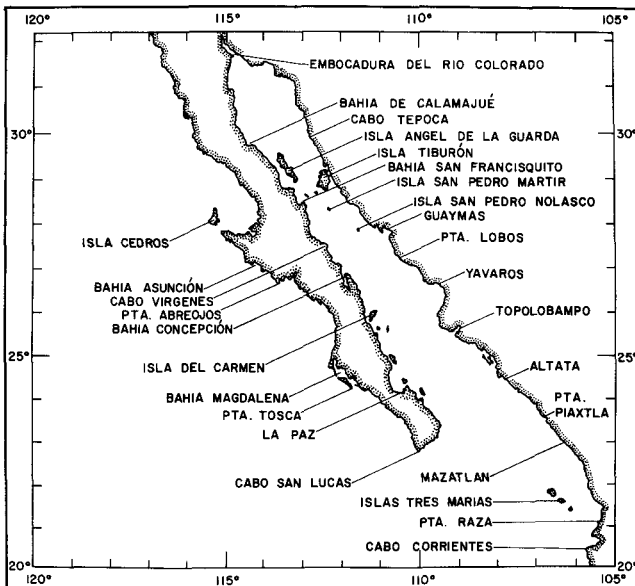 120° 115° 110° 105°
EMBOCADURA DEL RIO COLORADO
BAHIA DE CALAMAJUÉ
CABO TEPOCA
30° 30°
ISLA ANGEL DE LA GUARDA
ISLA TIBURÓN
BAHIA SAN FRANCISQUITO
ISLA SAN PEDRO MARTIR
ISLA SAN PEDRO NOLASCO
GUAYMAS
ISLA CEDROS
PTA. LOBOS
BAHIA ASUNCIÓN
YAVAROS
CABO VIRGENES
PTA. ABREOJOS
TOPOLOBAMPO
BAHIA CONCEPCIÓN
25° 25°
ISLA DEL CARMEN
ALTATA
BAHIA MAGDALENA
PTA.
PIAXTLA
PTA. TOSCA
LA PAZ
MAZATLAN
CABO SAN LUCAS
ISLAS TRES MARIAS
PTA. RAZA
CABO CORRIENTES
20° 20°
120° 115° 110° 105°